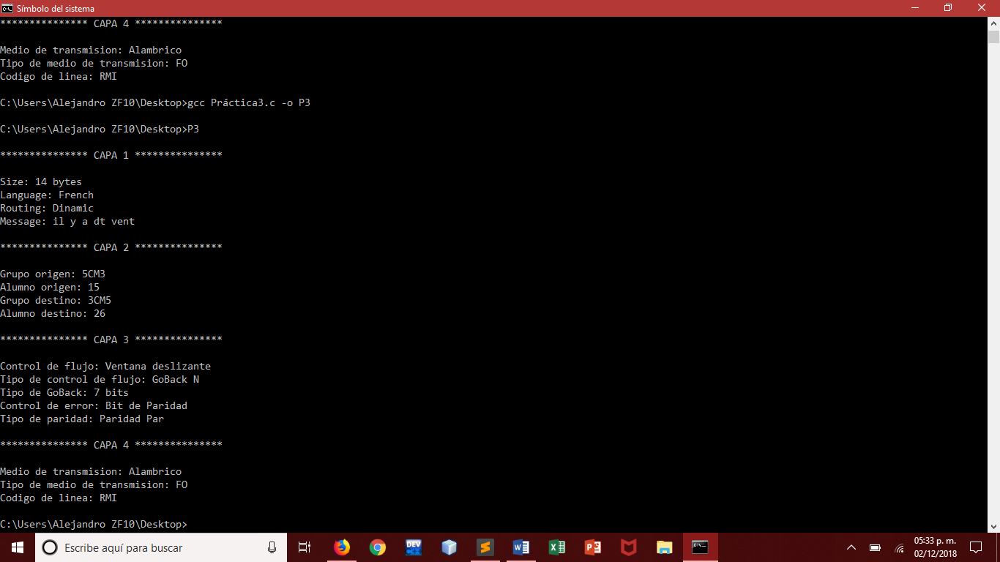 Símbolo del sistema
*************** CAPA 4 ***************
Medio de transmision: Alambrico
Tipo de medio de transmision: FO
Codigo de linea: RMI
C:\Users\Alejandro ZF10\Desktop>gcc Práctica3.c -o P3
C:\Users\Alejandro ZF10\Desktop>P3
*************** CAPA 1 ***************
Size: 14 bytes
Language: French
Routing: Dinamic
Message: il y a dt vent
*************** CAPA 2 ***************
Grupo origen: 5CM3
Alumno origen: 15
Grupo destino: 3CM5
Alumno destino: 26
*************** CAPA 3 ***************
Control de flujo: Ventana deslizante
Tipo de control de flujo: GoBack N
Tipo de GoBack: 7 bits
Control de error: Bit de Paridad
Tipo de paridad: Paridad Par
*************** CAPA 4 ***************
Medio de transmision: Alambrico
Tipo de medio de transmision: FO
Codigo de linea: RMI
C:\Users\Alejandro ZF10\Desktop>
Escribe aquí para buscar
DEV
05:33 p. m.
02/12/2018